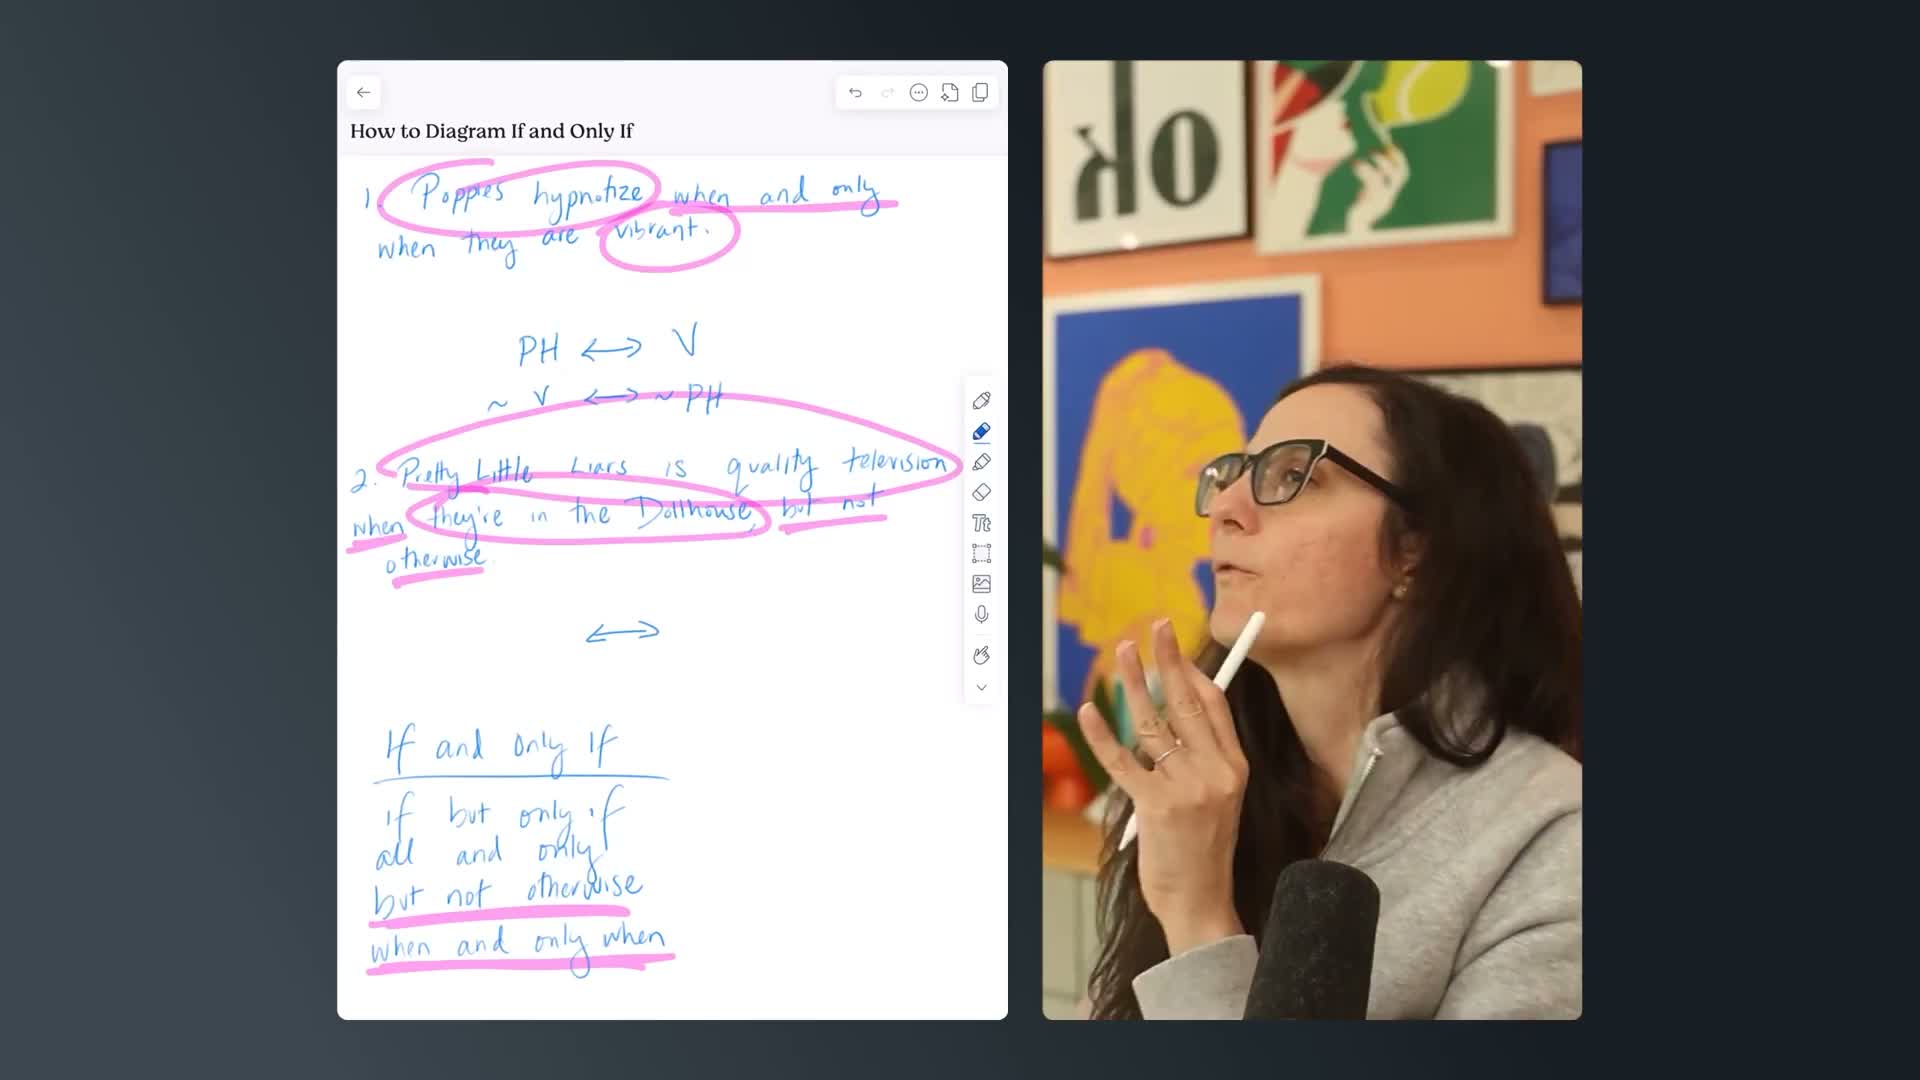 How to Diagram If and Only If
1. Poppies hypnotize when and only
when they are vibrant.
PH ↔ V
~ V ↔ ~ PH
2. Pretty Little Liars is quality television
when they're in the Dollhouse, but not
otherwise
↔
If and only if
if but only if
all and only
but not otherwise
when and only when
Tt
ok